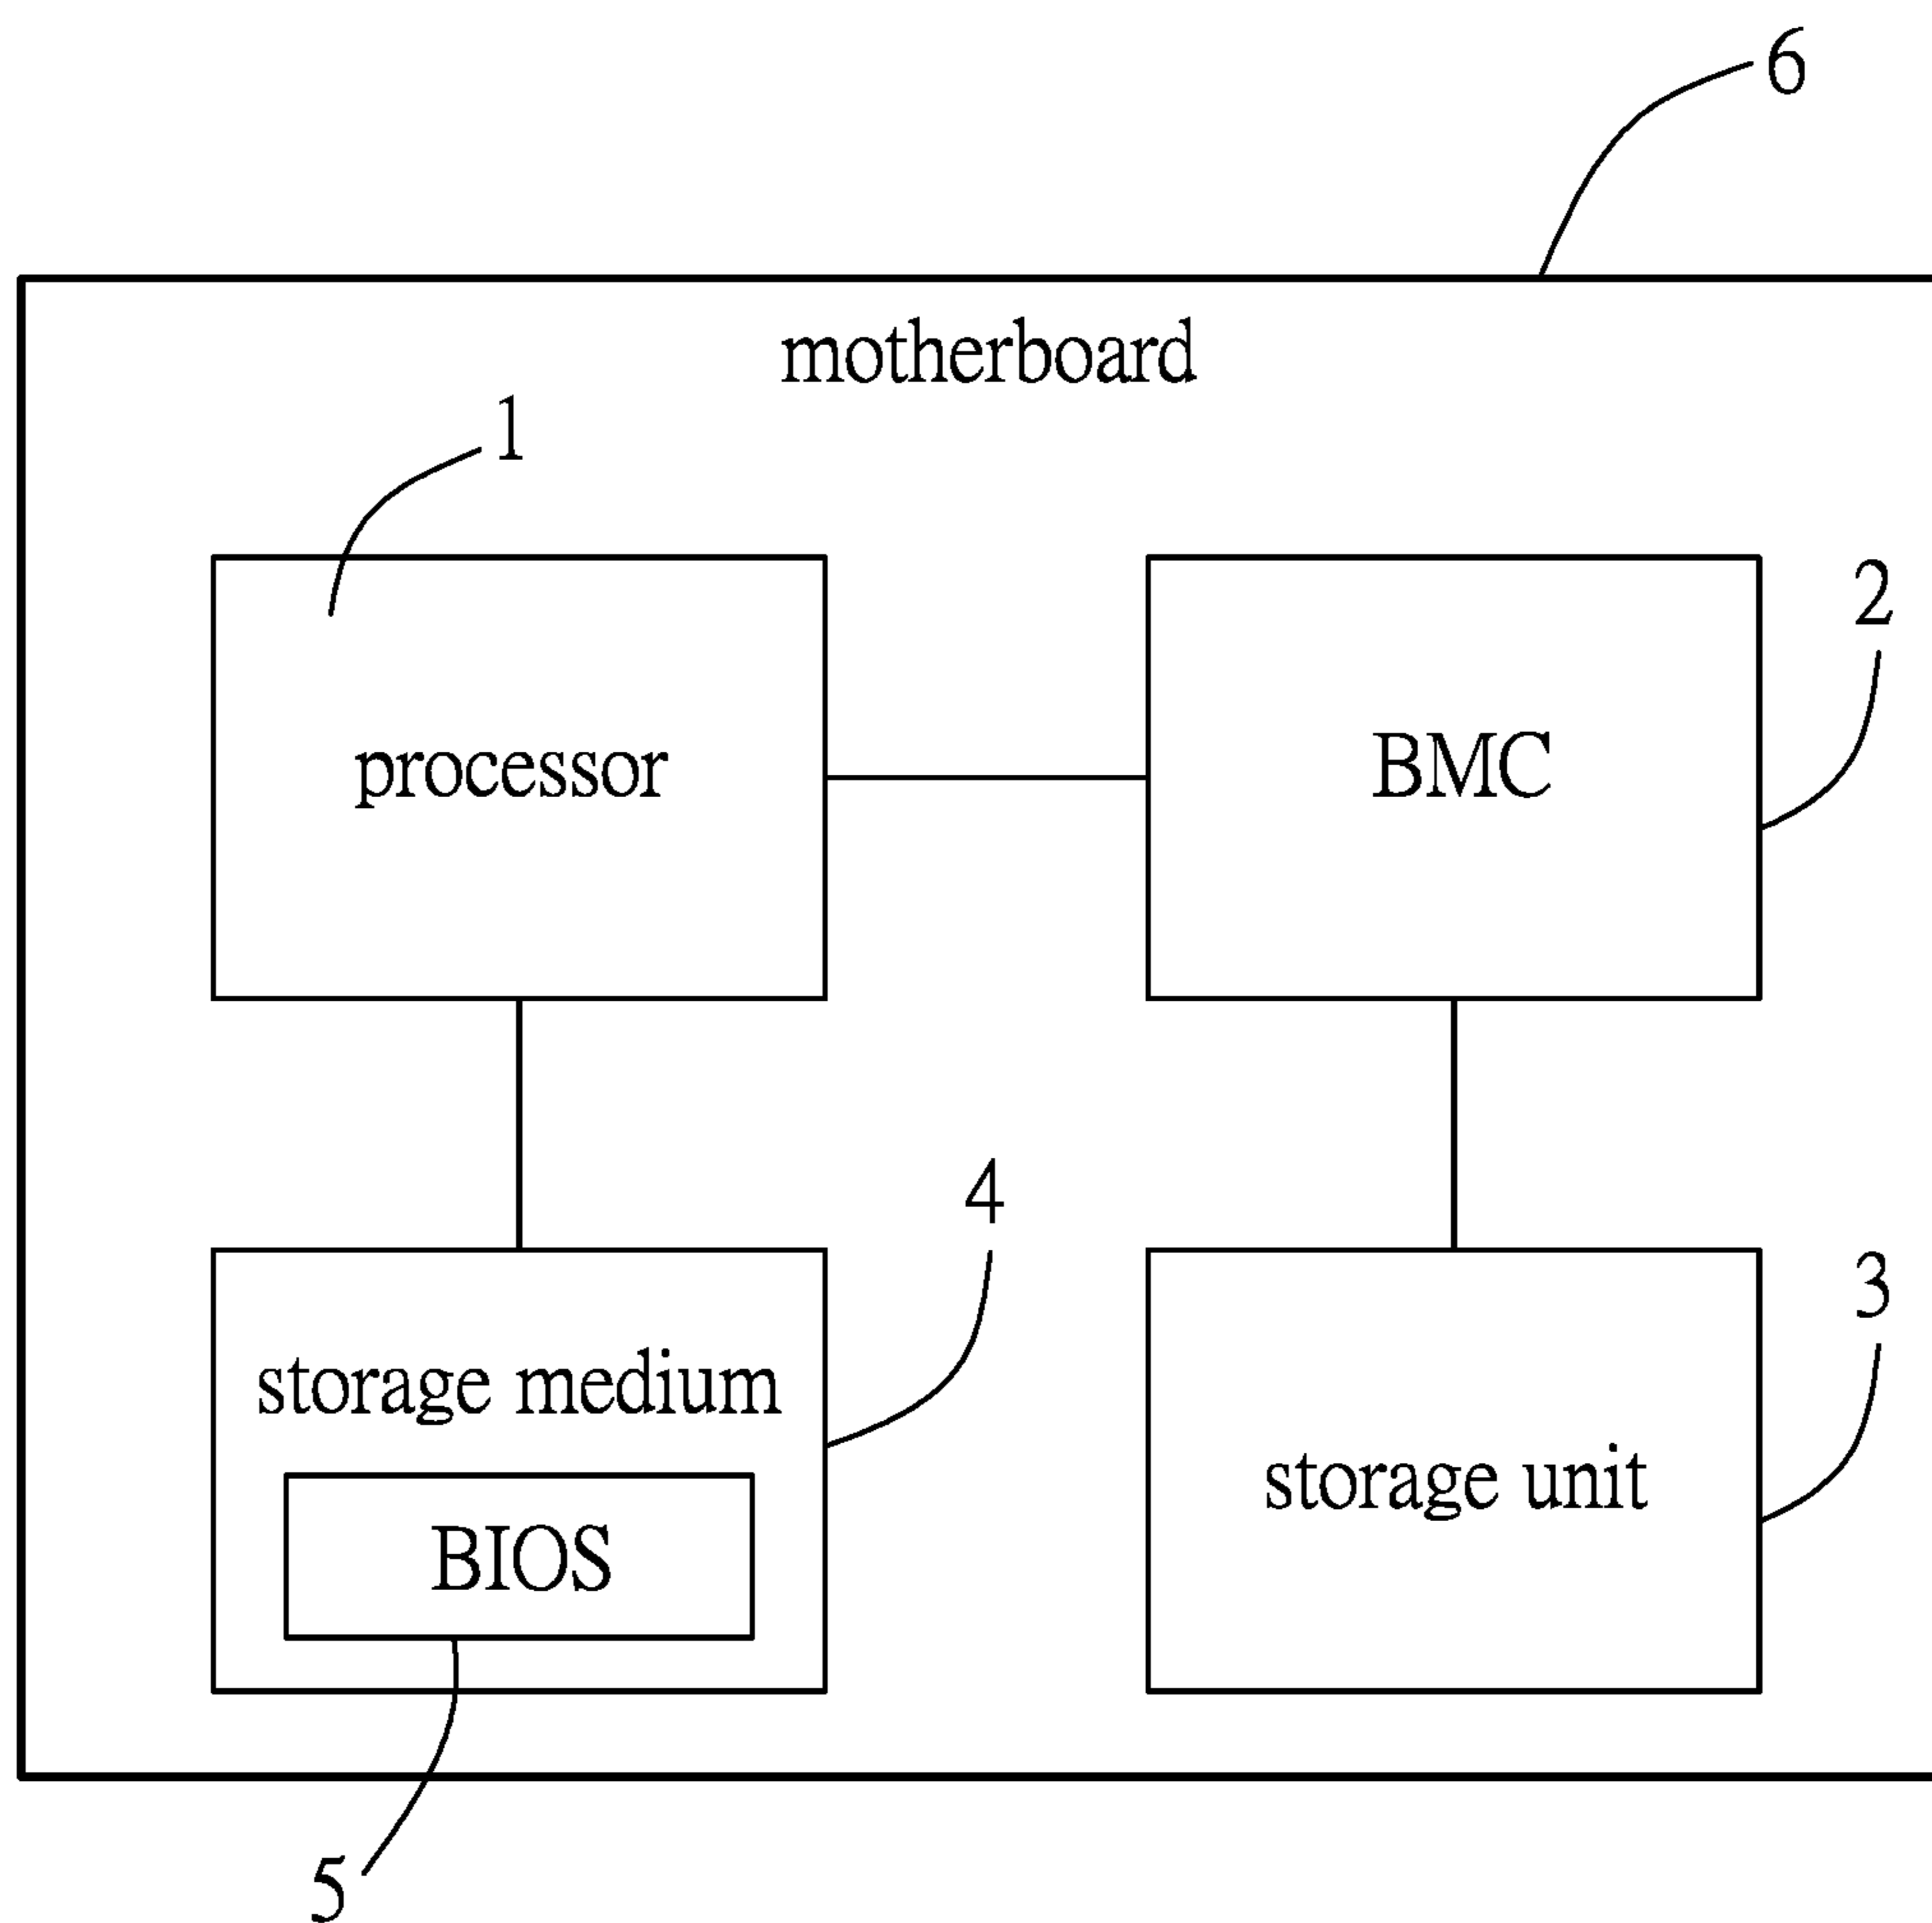 6
motherboard
1
2
processor
BMC
4
3
storage medium
storage unit
BIOS
5